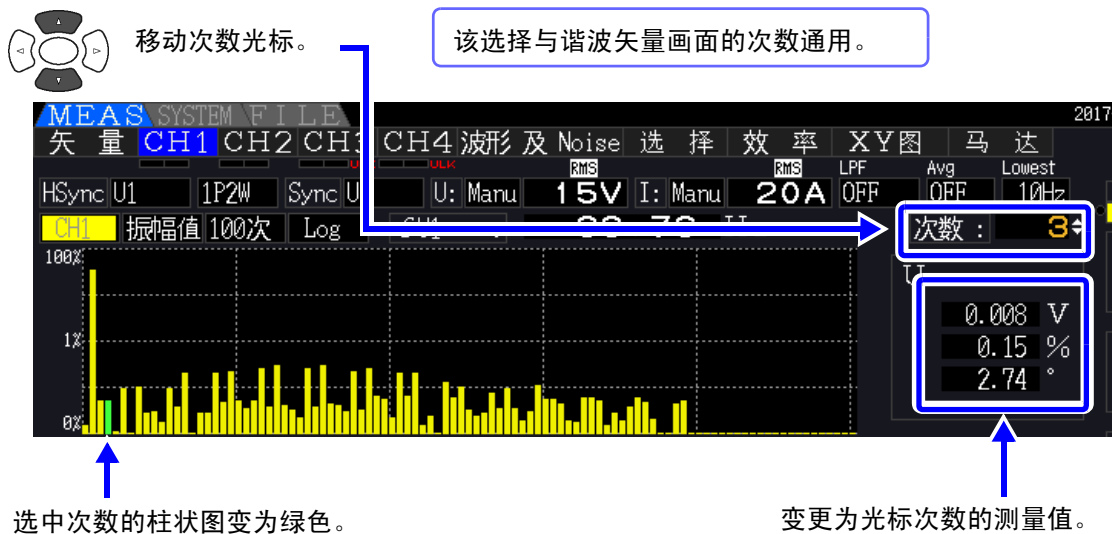 移动次数光标。
该选择与谐波矢量画面的次数通用。
MEAS SYSTEM FILE 2017
矢 量 CH1 CH2 CH3 CH4 波形 及 Noise 选 择 效 率 XY图 马 达
RMS RMS LPF Avg Lowest
HSync U1 1P2W Sync U U: Manu 15V I: Manu 20A OFF OFF 10Hz
CH1 振幅值 100次 Log 次数 : 3
100%
U
0.008 V
1%
0.15 %
2.74 °
0%
选中次数的柱状图变为绿色。
变更为光标次数的测量值。